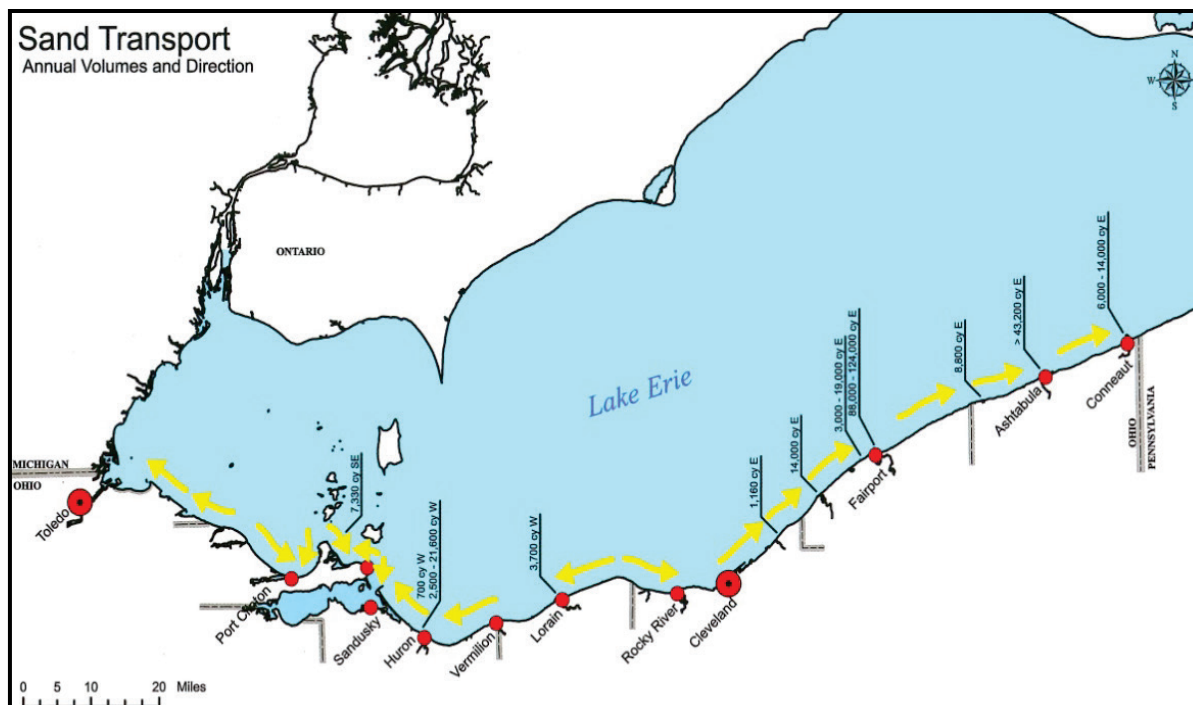 Sand Transport
Annual Volumes and Direction
N
W
S
ONTARIO
Lake Erie
MICHIGAN
OHIO
Toledo
Port Clinton
Sandusky
Huron
Vermilion
Lorain
Rocky River
Cleveland
Fairport
Ashtabula
Conneaut
OHIO
PENNSYLVANIA
7,330 cy SE
700 cy W
2,500 - 21,600 cy W
3,700 cy W
1,160 cy E
14,000 cy E
3,000 - 19,000 cy E
88,000 - 124,000 cy E
8,800 cy E
> 43,200 cy E
6,000 - 14,000 cy E
0 5 10 20 Miles